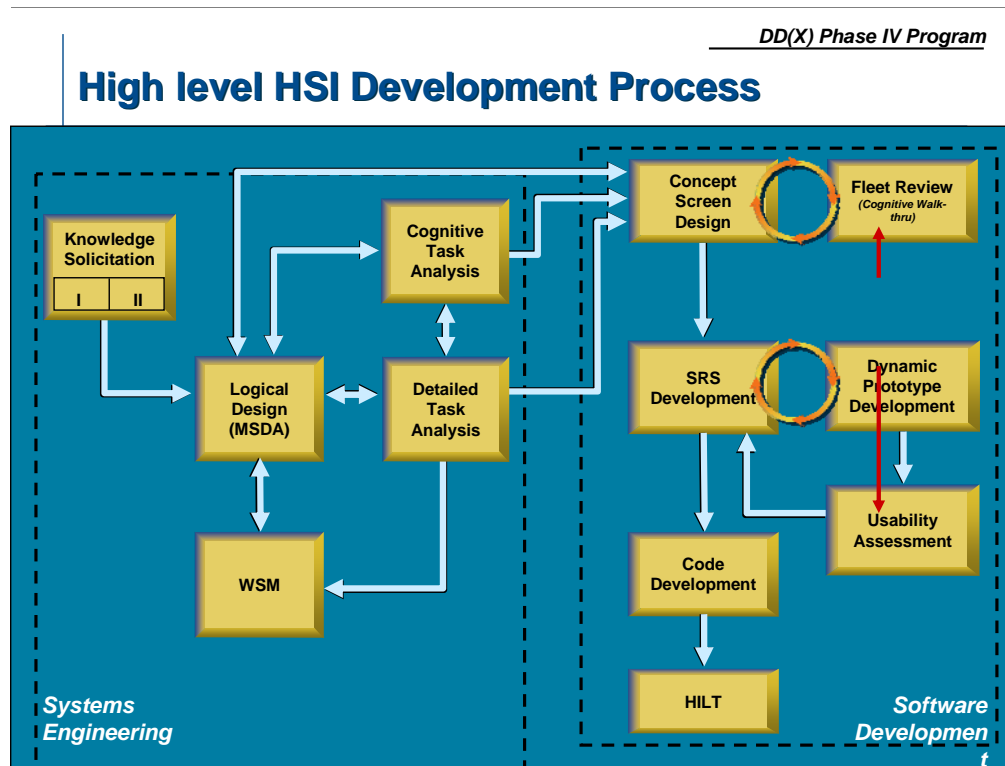 DD(X) Phase IV Program
High level HSI Development Process
Knowledge
Solicitation
I II
Cognitive
Task
Analysis
Logical
Design
(MSDA)
Detailed
Task
Analysis
WSM
Systems
Engineering
Concept
Screen
Design
Fleet Review
(Cognitive Walk-
thru)
SRS
Development
Dynamic
Prototype
Development
Usability
Assessment
Code
Development
HILT
Software
Developmen
t